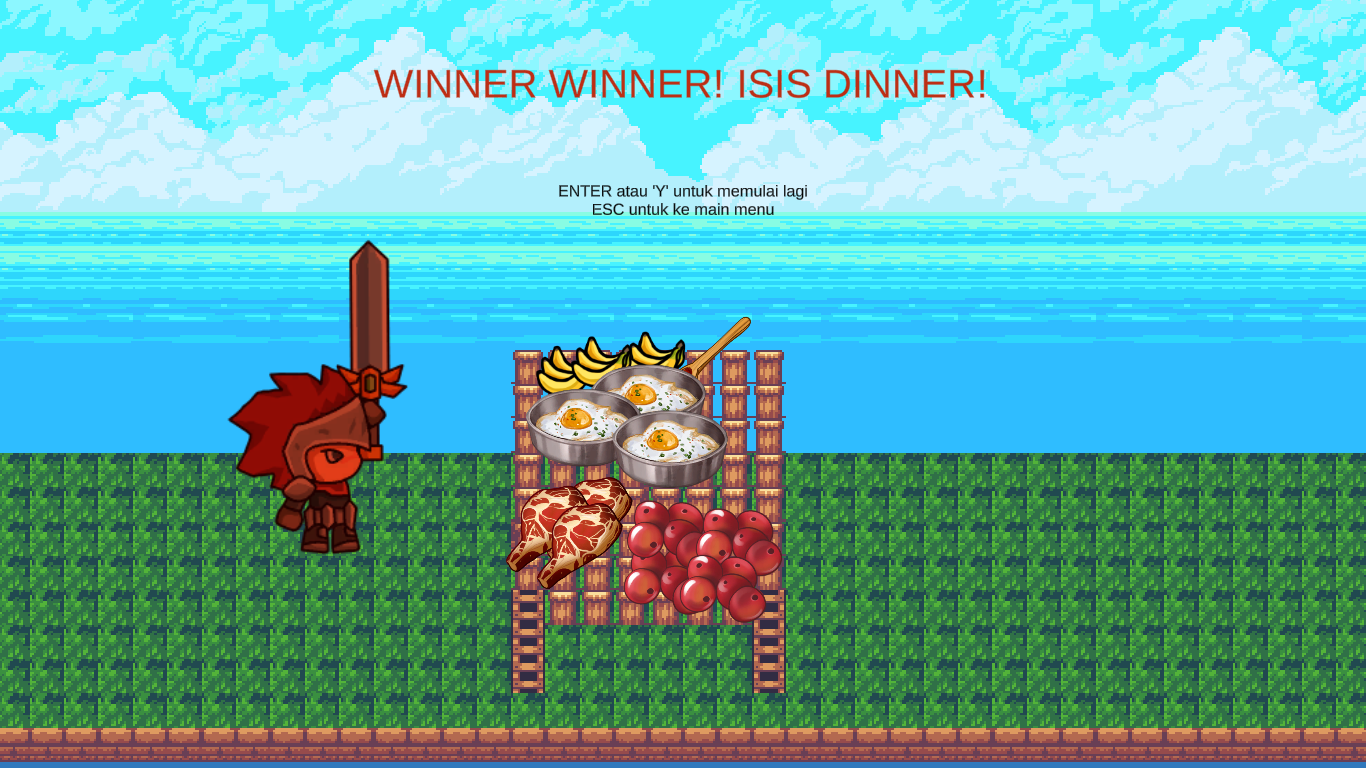 WINNER WINNER! ISIS DINNER!
ENTER atau 'Y' untuk memulai lagi
ESC untuk ke main menu